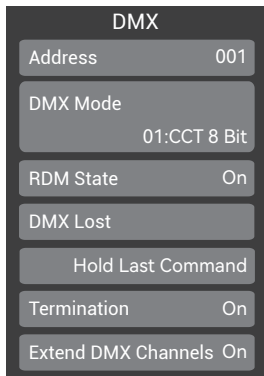 DMX
Address 001
DMX Mode
01:CCT 8 Bit
RDM State On
DMX Lost
Hold Last Command
Termination On
Extend DMX Channels On